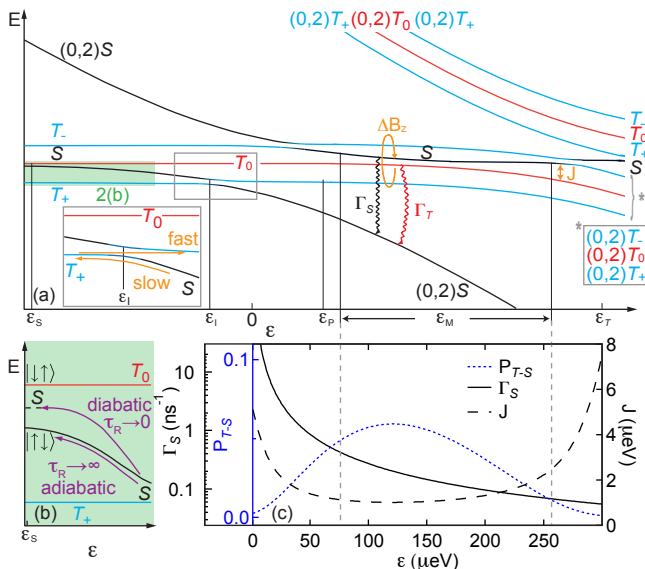 E
(0,2)S
(0,2)T+ (0,2)T0 (0,2)T+
T-
S
T0
T+
2(b)
ΔBz
S
ΓS
ΓT
J
T-
T0
T+
S
*
T0
fast
T+
slow
S
εI
(a)
(0,2)S
* (0,2)T-
(0,2)T0
(0,2)T+
εS
εI
0
ε
εP
εM
εT
E
|↓↑⟩
T0
S
diabatic
τR→0
|↑↓⟩
τR→∞
adiabatic
S
T+
(b)
εS
ε
ΓS (ns-1)
10
1
0.1
PT-S
0.1
0.0
PT-S
ΓS
J
(c)
0
50
100
150
200
250
ε (μeV)
8
6
4
2
0
J (μeV)